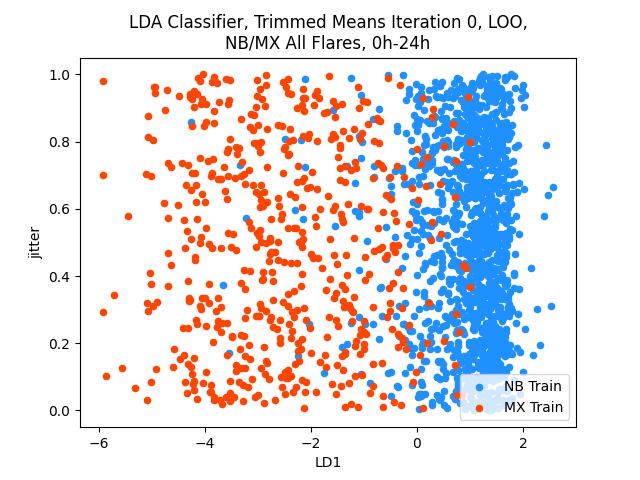 LDA Classifier, Trimmed Means Iteration 0, LOO,
NB/MX All Flares, 0h-24h
1.0
0.8
0.6
0.4
0.2
0.0
jitter
−6
−4
−2
0
2
LD1
NB Train
MX Train